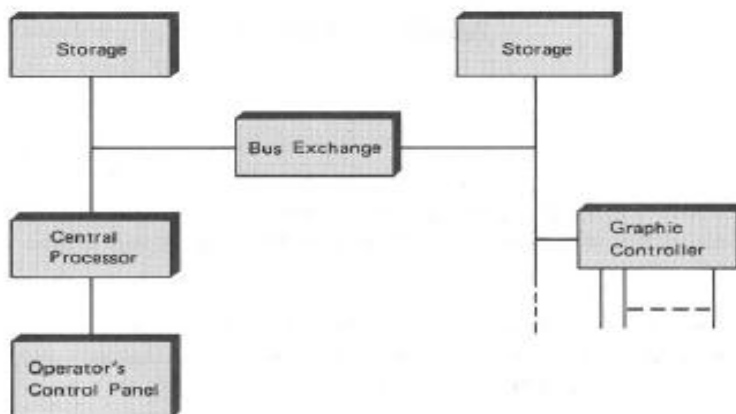 Storage
Storage
Bus Exchange
Central
Processor
Graphic
Controller
Operator's
Control Panel